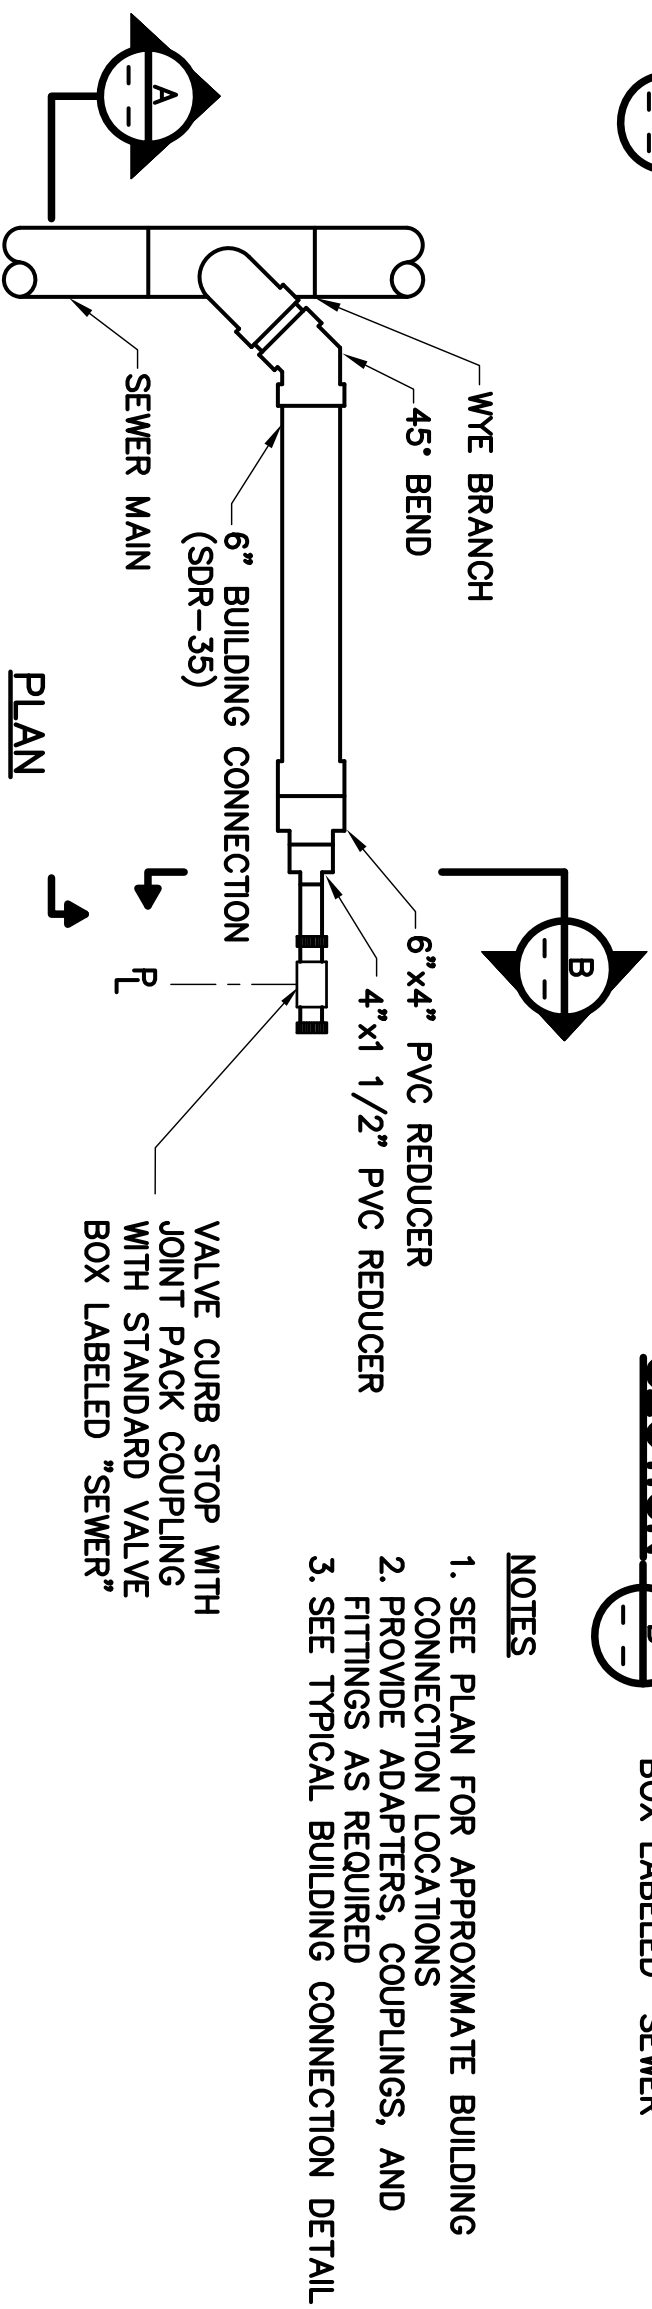 A
WYE BRANCH
45° BEND
6" BUILDING CONNECTION
(SDR-35)
SEWER MAIN
PLAN
B
6"x4" PVC REDUCER
4"x1 1/2" PVC REDUCER
PL
VALVE CURB STOP WITH
JOINT PACK COUPLING
WITH STANDARD VALVE
BOX LABELED "SEWER"
NOTES
1. SEE PLAN FOR APPROXIMATE BUILDING
CONNECTION LOCATIONS
2. PROVIDE ADAPTERS, COUPLINGS, AND
FITTINGS AS REQUIRED
3. SEE TYPICAL BUILDING CONNECTION DETAIL
BOX LABELED SEWER